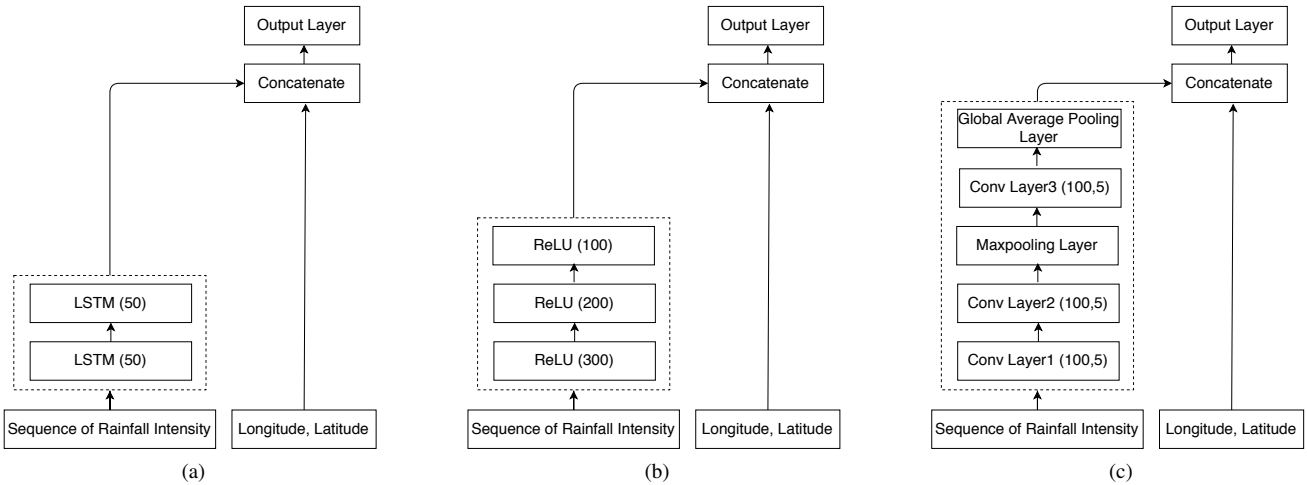 Output Layer
Concatenate
LSTM (50)
LSTM (50)
Sequence of Rainfall Intensity
Longitude, Latitude
(a)
Output Layer
Concatenate
ReLU (100)
ReLU (200)
ReLU (300)
Sequence of Rainfall Intensity
Longitude, Latitude
(b)
Output Layer
Concatenate
Global Average Pooling
Layer
Conv Layer3 (100,5)
Maxpooling Layer
Conv Layer2 (100,5)
Conv Layer1 (100,5)
Sequence of Rainfall Intensity
Longitude, Latitude
(c)